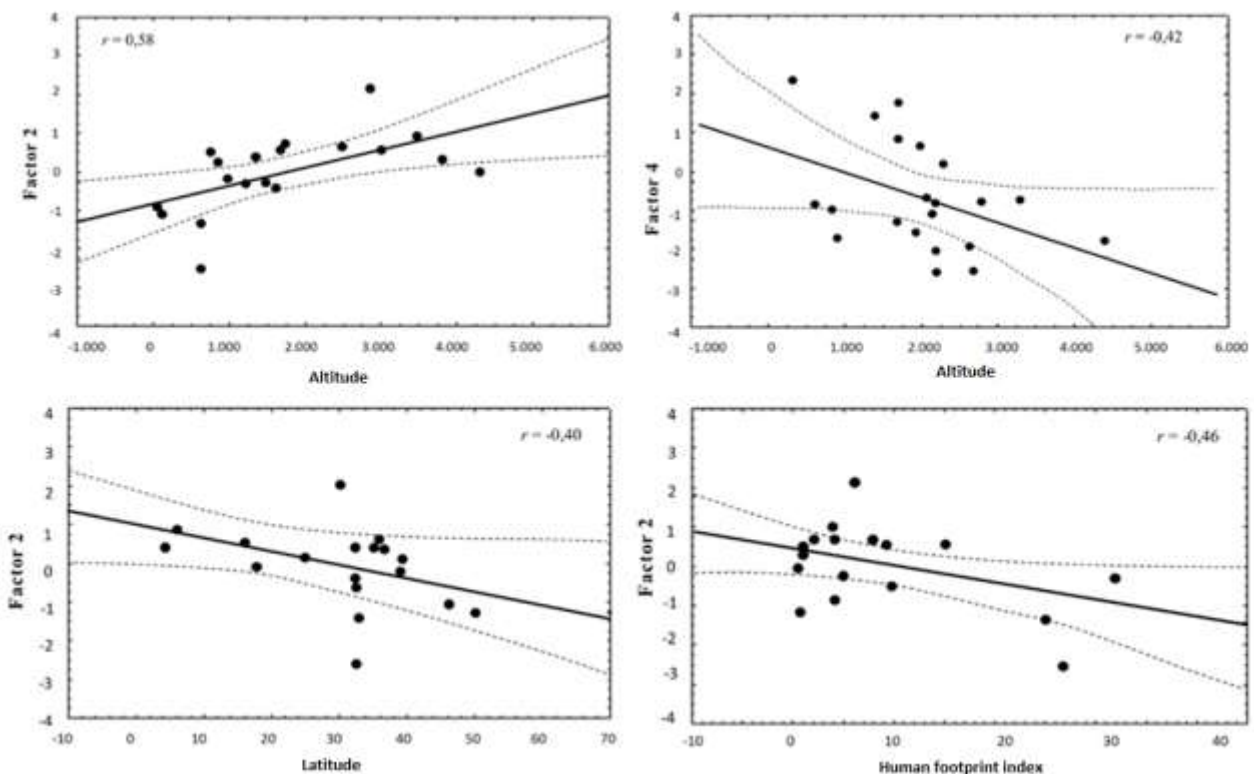 r = 0,58
Factor 2
4
3
2
1
0
-1
-2
-3
-4
-1.000 0 1.000 2.000 3.000 4.000 5.000 6.000
Altitude
r = -0,42
Factor 4
4
3
2
1
0
-1
-2
-3
-4
-1.000 0 1.000 2.000 3.000 4.000 5.000 6.000
Altitude
r = -0,40
Factor 2
4
3
2
1
0
-1
-2
-3
-4
-10 0 10 20 30 40 50 60 70
Latitude
r = -0,46
Factor 2
4
3
2
1
0
-1
-2
-3
-4
-10 0 10 20 30 40
Human footprint index